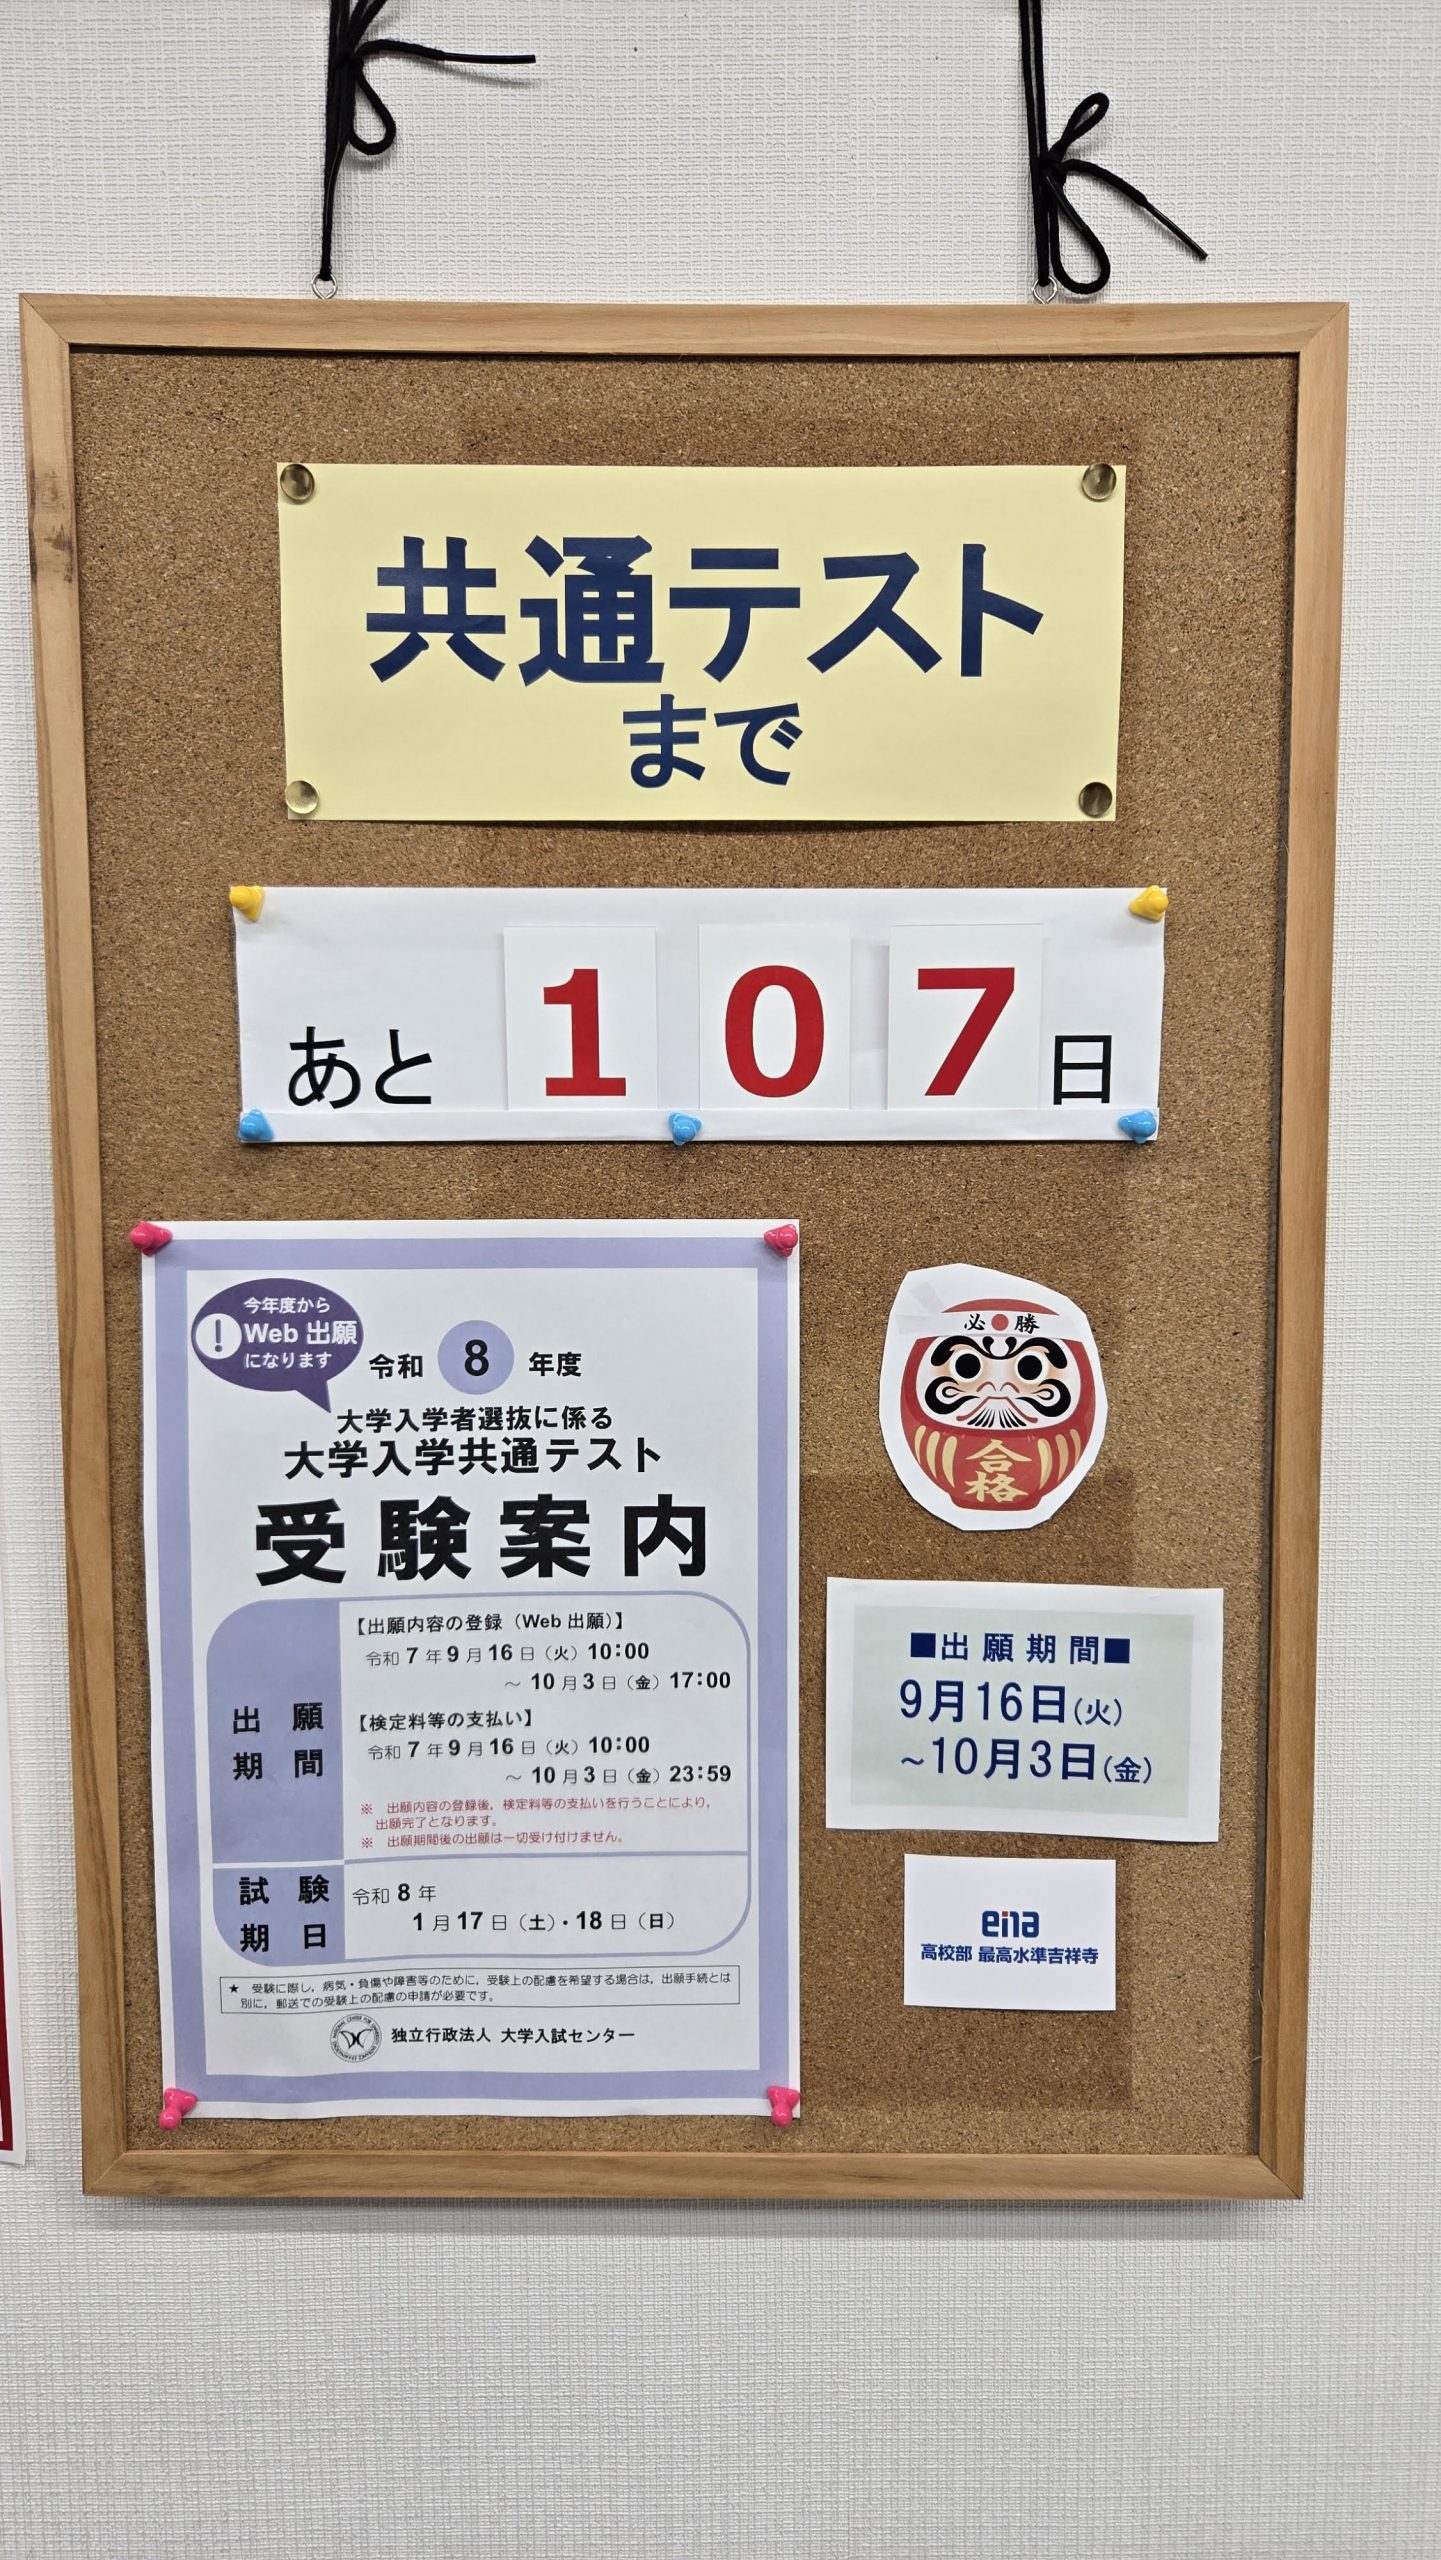 共通テスト
まで
あと 107日
今年度から
! Web 出願
になります
令和 8 年度
大学入学者選抜に係る
大学入学共通テスト
受験案内
出願期間
【出願内容の登録（Web 出願）】
令和 7 年 9 月 16 日（火）10：00
～ 10 月 3 日（金）17：00
【検定料等の支払い】
令和 7 年 9 月 16 日（火）10：00
～ 10 月 3 日（金）23：59
※ 出願内容の登録後，検定料等の支払いを行うことにより，
出願完了となります。
※ 出願期間後の出願は一切受け付けません。
試験期日
令和 8 年
1 月 17 日（土）・18 日（日）
★ 受験に際し，病気・負傷や障害等のために，受験上の配慮を希望する場合は，出願手続とは
別に，郵送での受験上の配慮の申請が必要です。
独立行政法人 大学入試センター
必勝
合格
■出願期間■
9月16日(火)
~10月3日(金)
ena
高校部 最高水準吉祥寺